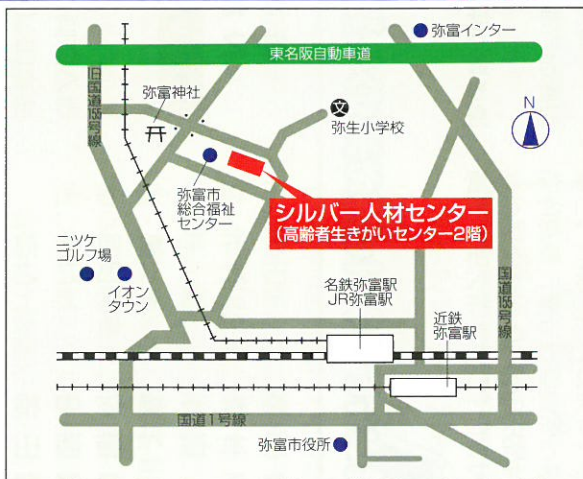 弥富インター
東名阪自動車道
旧国道155号線
弥富神社
文
弥生小学校
N
弥富市
総合福祉
センター
シルバー人材センター
(高齢者生きがいセンター2階)
ニツケ
ゴルフ場
イオン
タウン
名鉄弥富駅
JR弥富駅
近鉄
弥富駅
国道155号線
国道1号線
弥富市役所